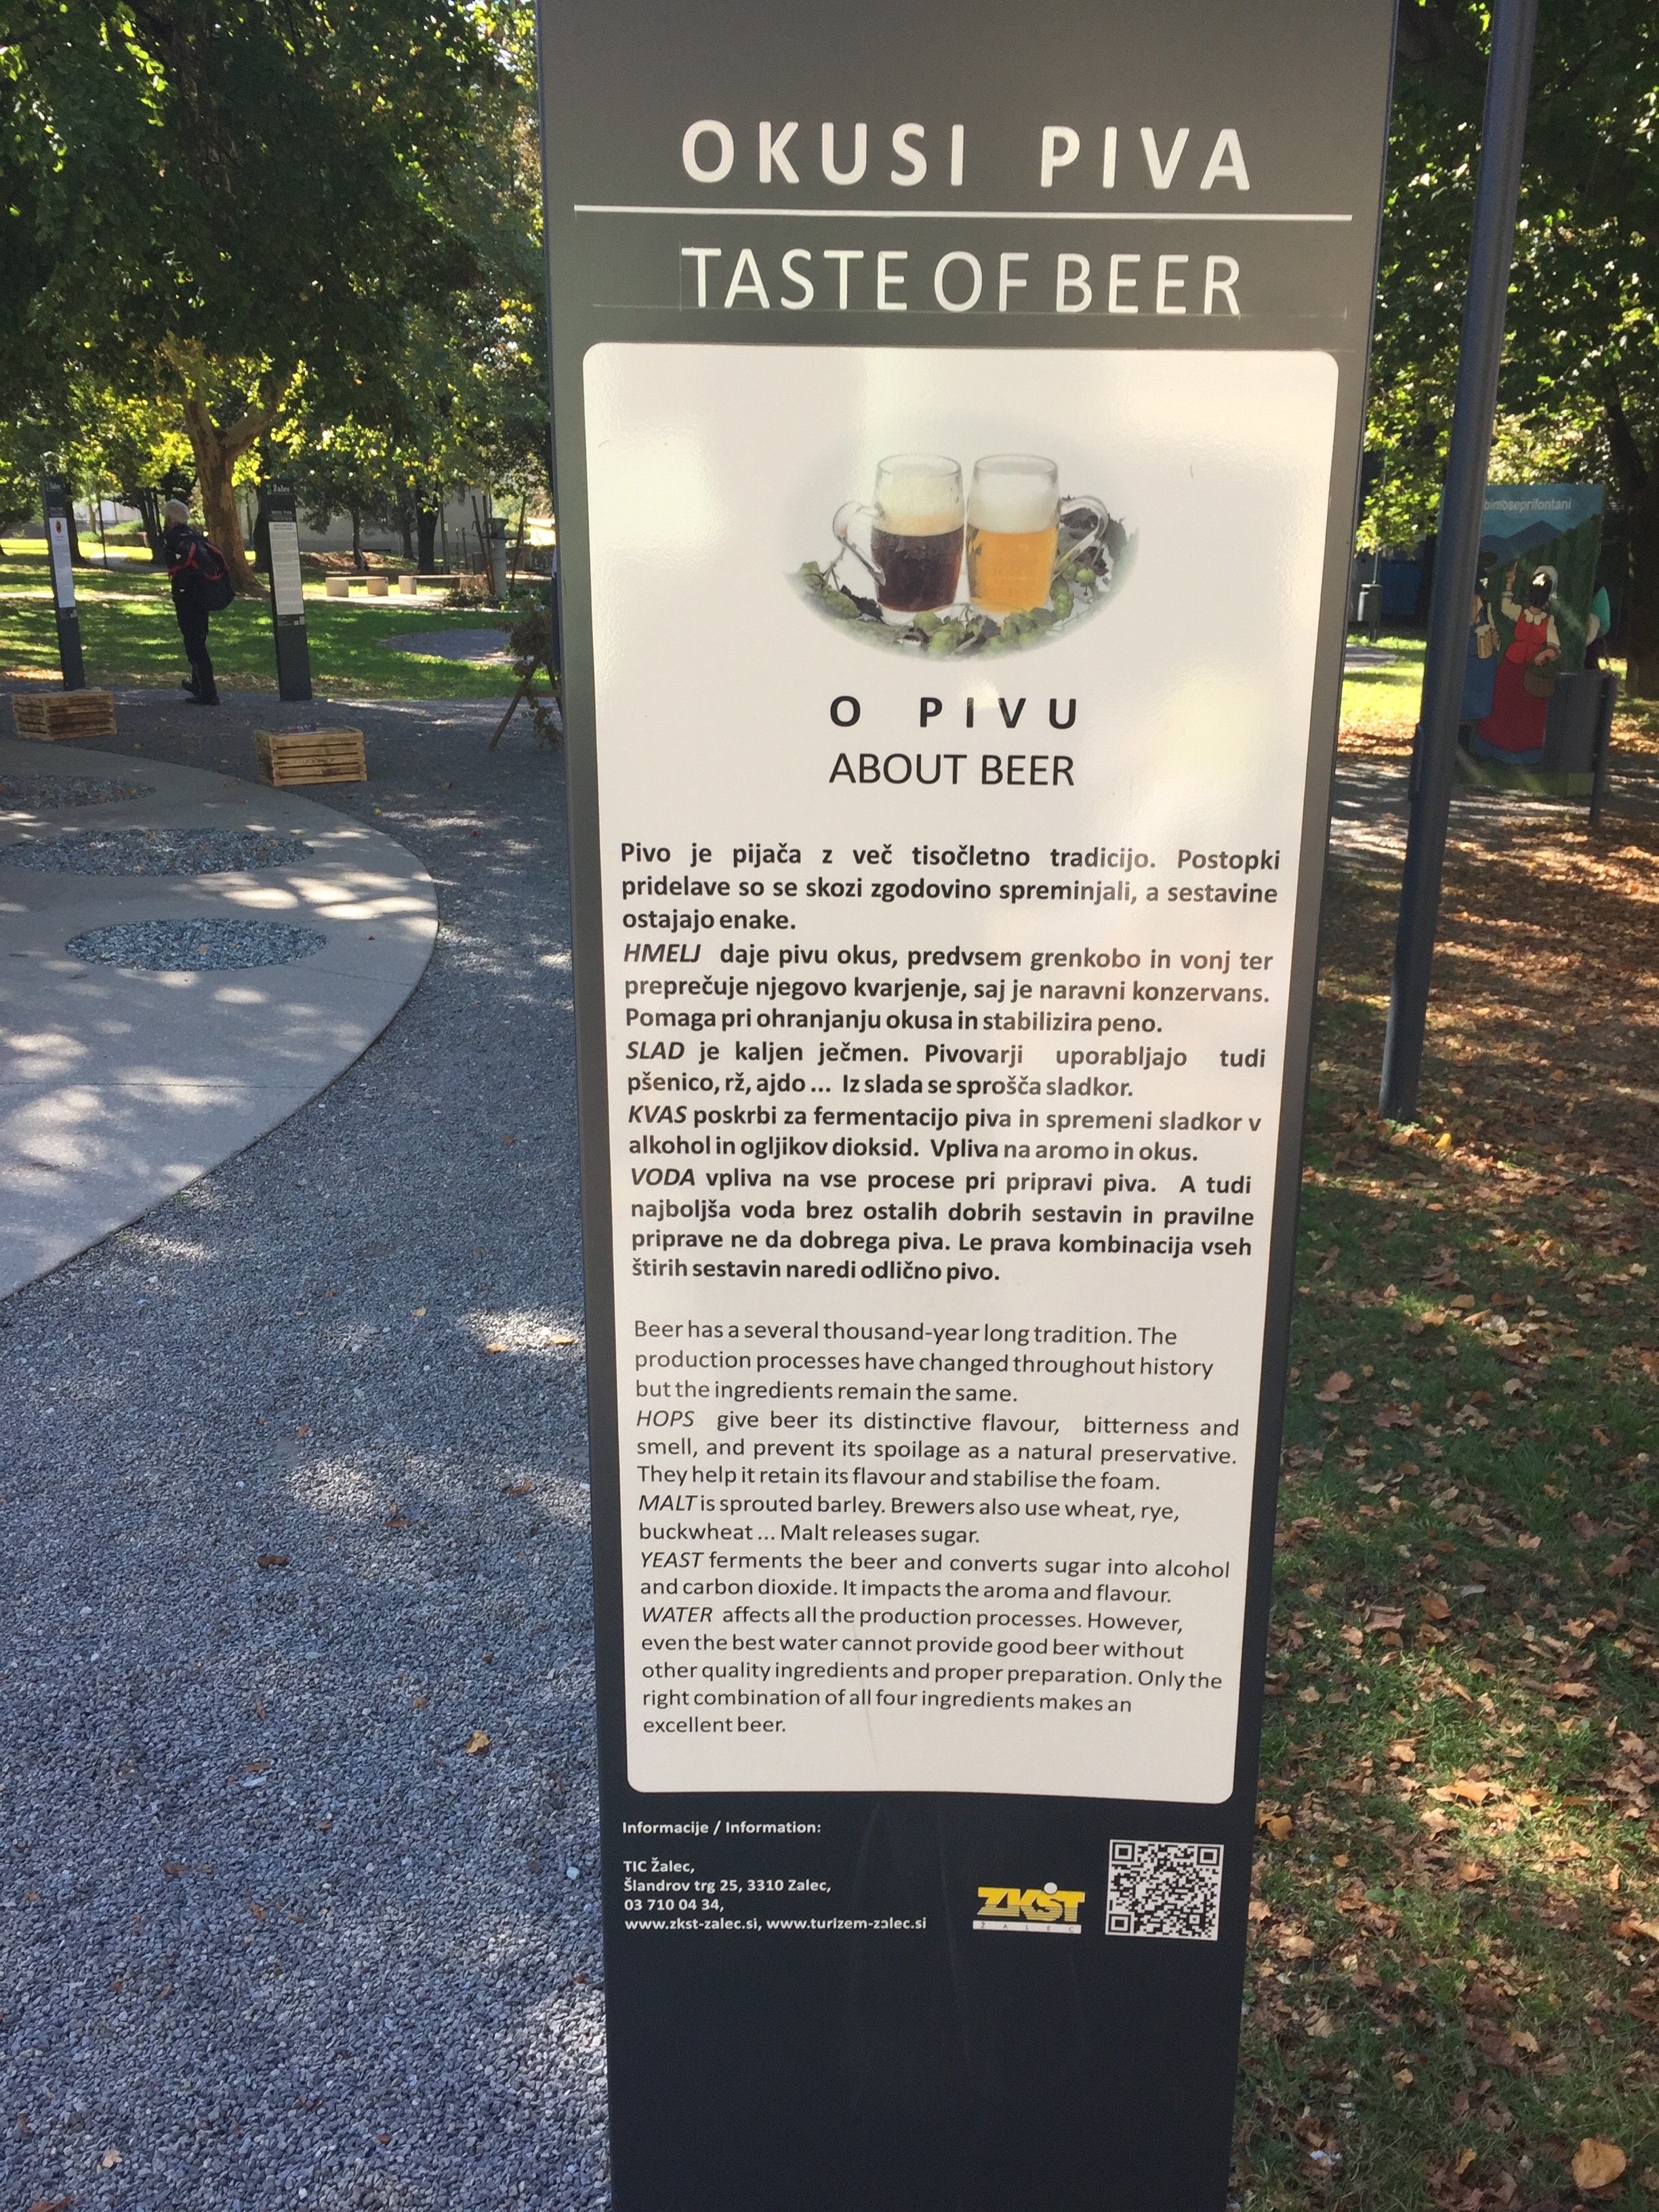 OKUSI PIVA
TASTE OF BEER
O PIVU
ABOUT BEER
Pivo je pijača z več tisočletno tradicijo. Postopki
pridelave so se skozi zgodovino spreminjali, a sestavine
ostajajo enake.
HMELJ daje pivu okus, predvsem grenkobo in vonj ter
preprečuje njegovo kvarjenje, saj je naravni konzervans.
Pomaga pri ohranjanju okusa in stabilizira peno.
SLAD je kaljen ječmen. Pivovarji uporabljajo tudi
pšenico, rž, ajdo ... Iz slada se sprošča sladkor.
KVAS poskrbi za fermentacijo piva in spremeni sladkor v
alkohol in ogljikov dioksid. Vpliva na aromo in okus.
VODA vpliva na vse procese pri pripravi piva. A tudi
najboljša voda brez ostalih dobrih sestavin in pravilne
priprave ne da dobrega piva. Le prava kombinacija vseh
štirih sestavin naredi odlično pivo.
Beer has a several thousand-year long tradition. The
production processes have changed throughout history
but the ingredients remain the same.
HOPS give beer its distinctive flavour, bitterness and
smell, and prevent its spoilage as a natural preservative.
They help it retain its flavour and stabilise the foam.
MALT is sprouted barley. Brewers also use wheat, rye,
buckwheat ... Malt releases sugar.
YEAST ferments the beer and converts sugar into alcohol
and carbon dioxide. It impacts the aroma and flavour.
WATER affects all the production processes. However,
even the best water cannot provide good beer without
other quality ingredients and proper preparation. Only the
right combination of all four ingredients makes an
excellent beer.
Informacije / Information:
TIC Žalec,
Šlandrov trg 25, 3310 Zalec,
03 710 04 34,
www.zkst-zalec.si, www.turizem-zalec.si
ZKŠT
ŽALEC
Žalec
bimbseprifontani